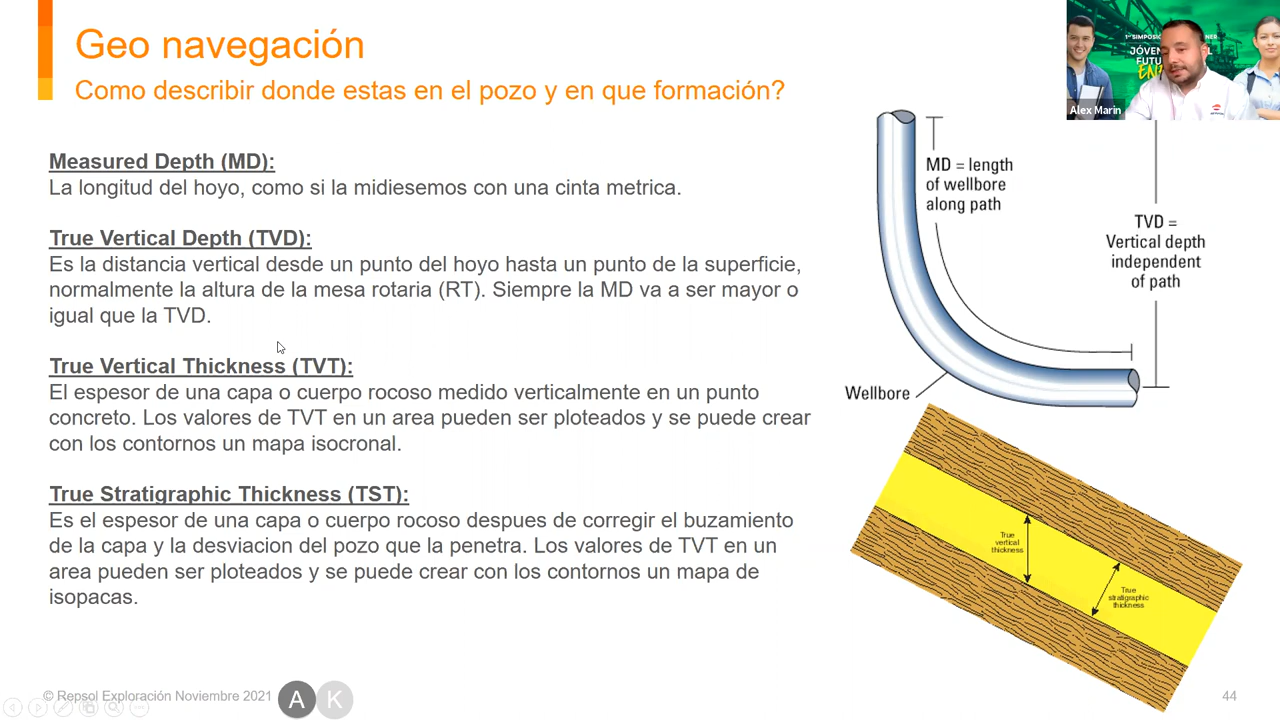 Geo navegación
Como describir donde estas en el pozo y en que formación?
Measured Depth (MD):
La longitud del hoyo, como si la midiesemos con una cinta metrica.
True Vertical Depth (TVD):
Es la distancia vertical desde un punto del hoyo hasta un punto de la superficie,
normalmente la altura de la mesa rotaria (RT). Siempre la MD va a ser mayor o
igual que la TVD.
True Vertical Thickness (TVT):
El espesor de una capa o cuerpo rocoso medido verticalmente en un punto
concreto. Los valores de TVT en un area pueden ser ploteados y se puede crear
con los contornos un mapa isocronal.
True Stratigraphic Thickness (TST):
Es el espesor de una capa o cuerpo rocoso despues de corregir el buzamiento
de la capa y la desviacion del pozo que la penetra. Los valores de TVT en un
area pueden ser ploteados y se puede crear con los contornos un mapa de
isopacas.
MD = length
of wellbore
along path
TVD =
Vertical depth
independent
of path
Wellbore
True
vertical
thickness
True
stratigraphic
thickness
Alex Marin
© Repsol Exploración Noviembre 2021
A
K
44